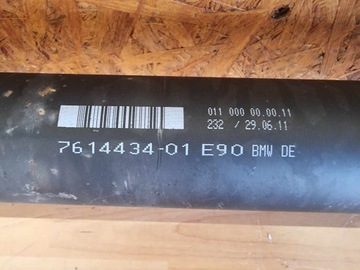 011 000 00.00.11
232 / 29.06.11
7614434-01 E90 BMW DE